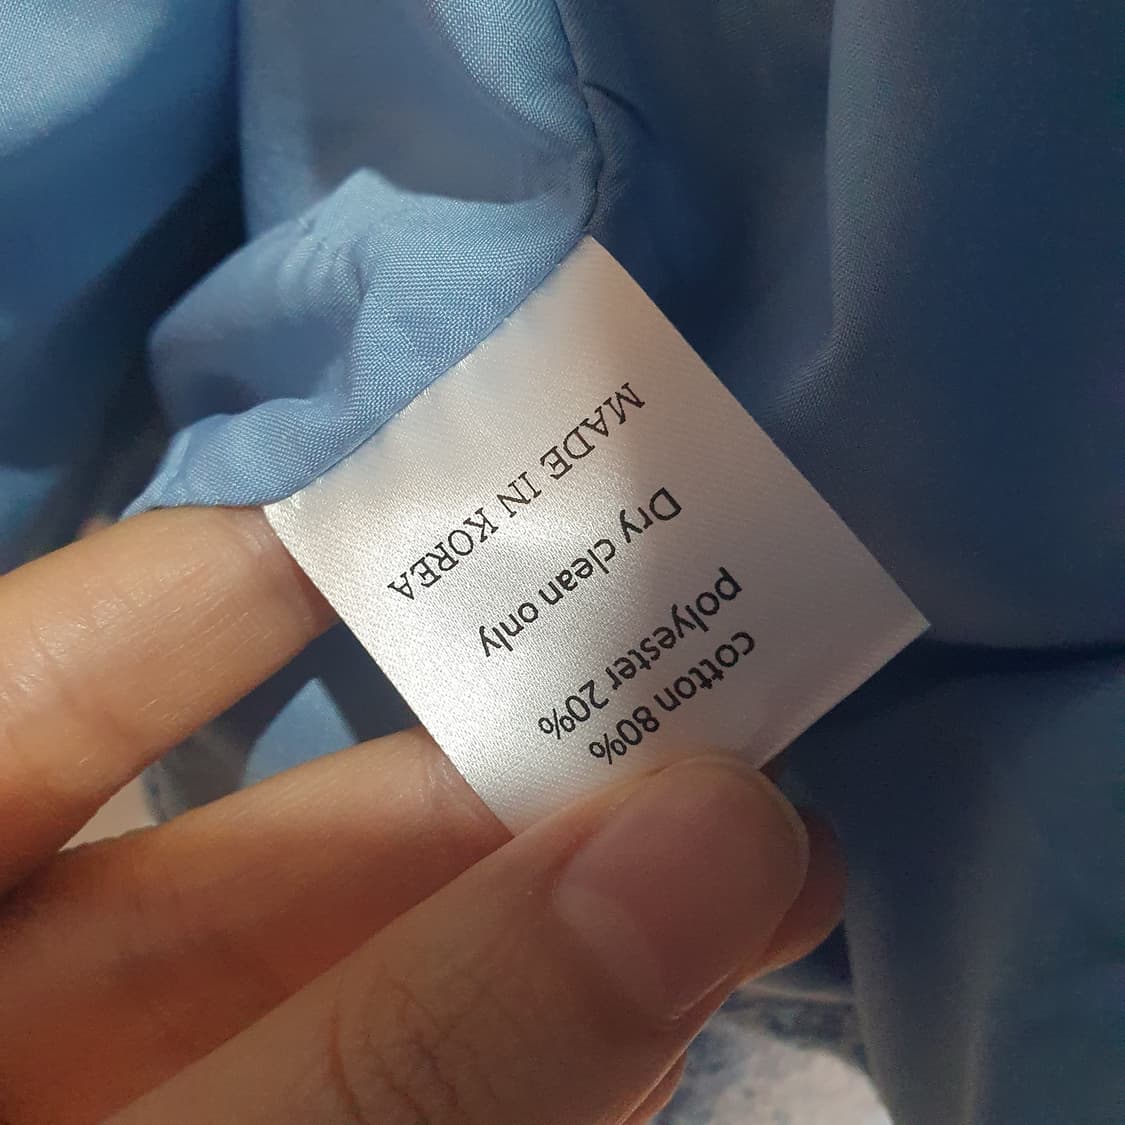 cotton 80%
polyester 20%
Dry clean only
MADE IN KOREA